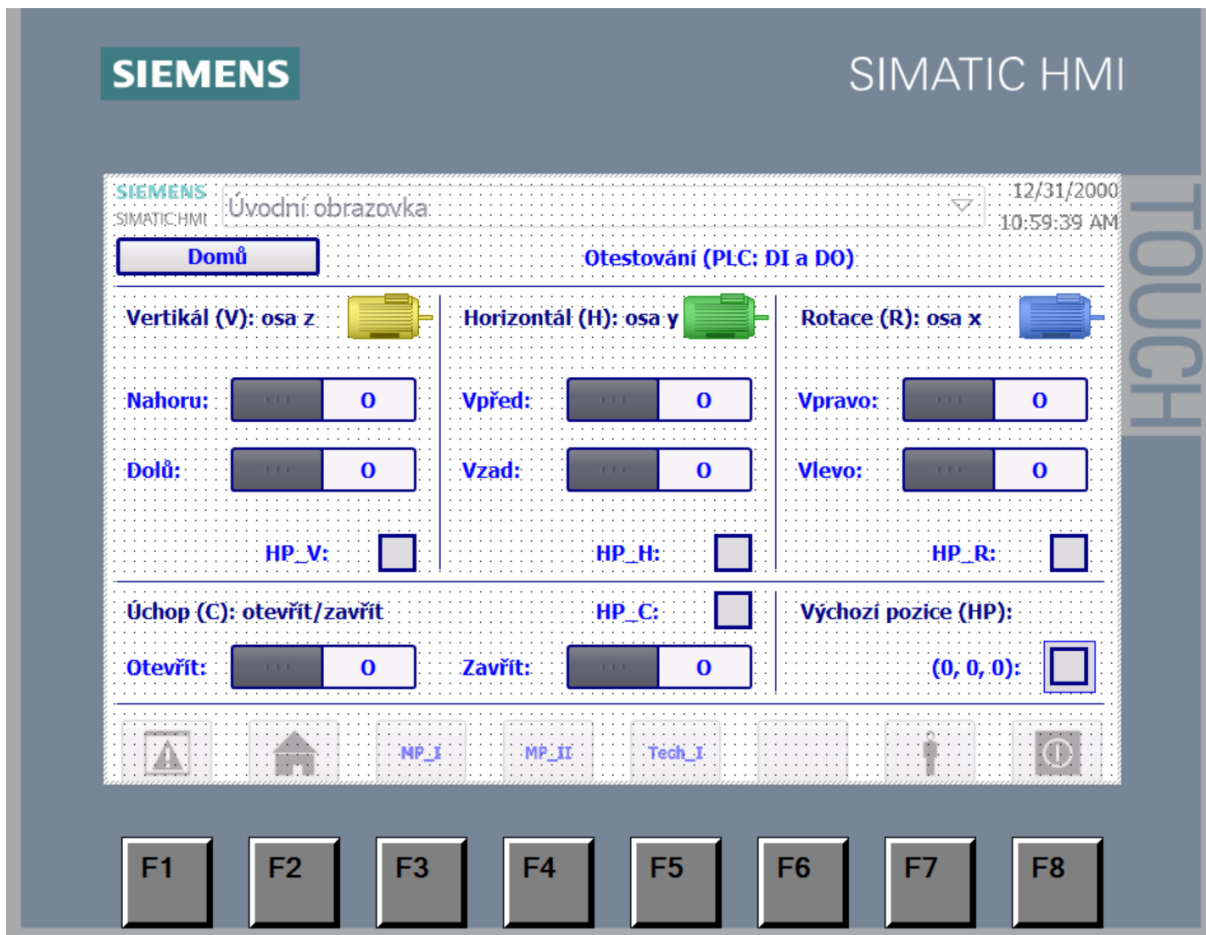 SIEMENS
SIMATIC HMI
TOUCH
SIEMENS
SIMATIC HMI
Úvodní obrazovka
12/31/2000
10:59:39 AM
Domů
Otestování (PLC: DI a DO)
Vertikál (V): osa z
Horizontál (H): osa y
Rotace (R): osa x
Nahoru: 0
Vpřed: 0
Vpravo: 0
Dolů: 0
Vzad: 0
Vlevo: 0
HP_V:
HP_H:
HP_R:
Úchop (C): otevřít/zavřít
HP_C:
Výchozí pozice (HP):
Otevřít: 0
Zavřít: 0
(0, 0, 0):
MP_I
MP_II
Tech_I
F1
F2
F3
F4
F5
F6
F7
F8